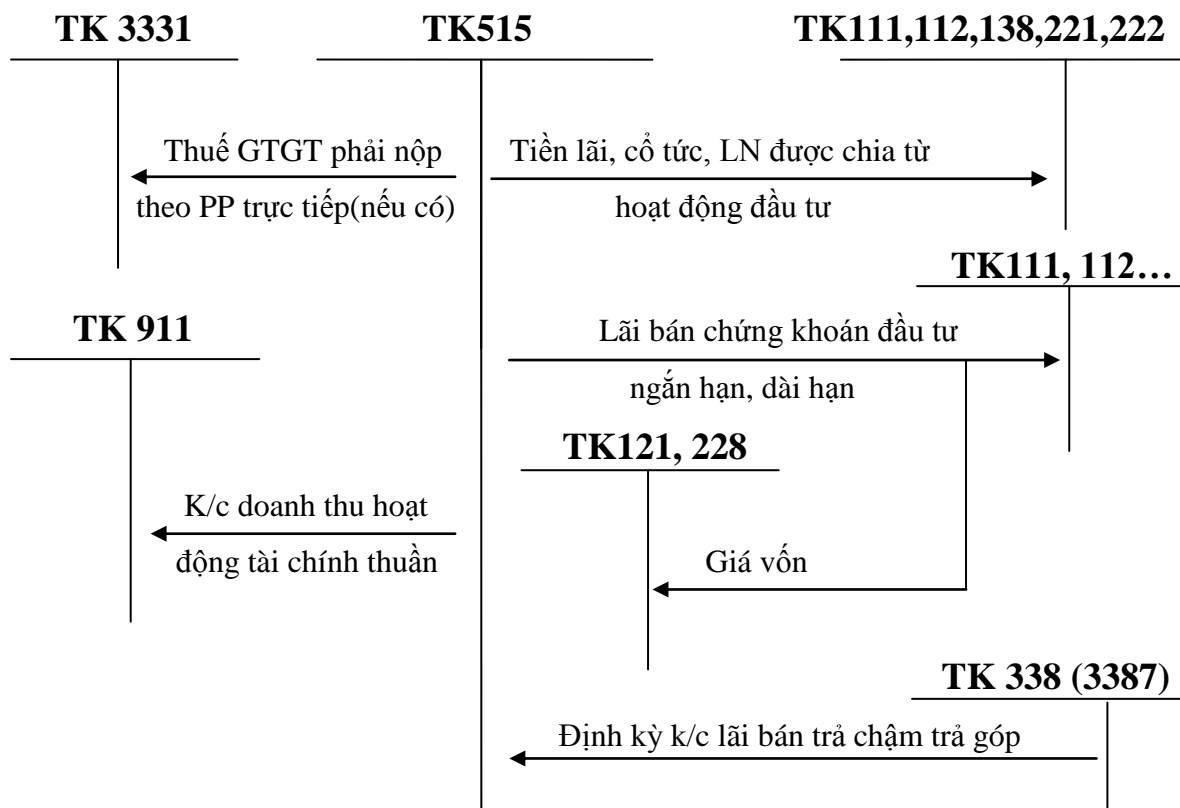 TK 3331
TK515
TK111,112,138,221,222
Thuế GTGT phải nộp
theo PP trực tiếp(nếu có)
Tiền lãi, cổ tức, LN được chia từ
hoạt động đầu tư
TK111, 112…
TK 911
Lãi bán chứng khoán đầu tư
ngắn hạn, dài hạn
TK121, 228
K/c doanh thu hoạt
động tài chính thuần
Giá vốn
TK 338 (3387)
Định kỳ k/c lãi bán trả chậm trả góp